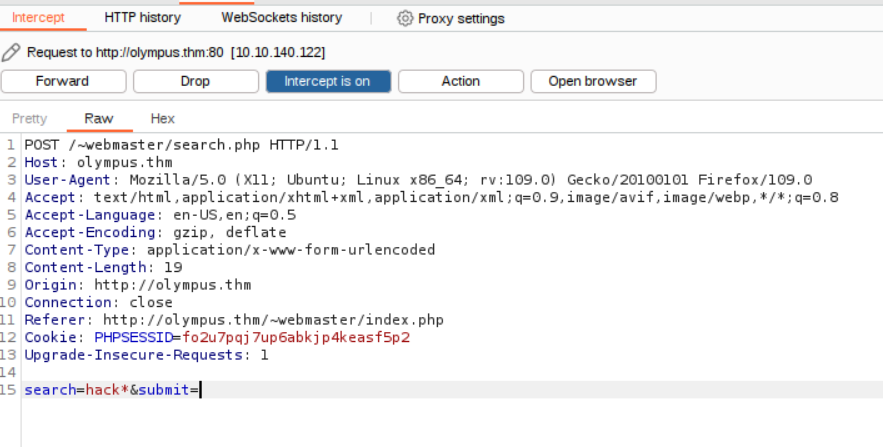 Intercept HTTP history WebSockets history Proxy settings
Request to http://olympus.thm:80 [10.10.140.122]
Forward Drop Intercept is on Action Open browser
Pretty Raw Hex
1 POST /~webmaster/search.php HTTP/1.1
2 Host: olympus.thm
3 User-Agent: Mozilla/5.0 (X11; Ubuntu; Linux x86_64; rv:109.0) Gecko/20100101 Firefox/109.0
4 Accept: text/html,application/xhtml+xml,application/xml;q=0.9,image/avif,image/webp,*/*;q=0.8
5 Accept-Language: en-US,en;q=0.5
6 Accept-Encoding: gzip, deflate
7 Content-Type: application/x-www-form-urlencoded
8 Content-Length: 19
9 Origin: http://olympus.thm
10 Connection: close
11 Referer: http://olympus.thm/~webmaster/index.php
12 Cookie: PHPSESSID=fo2u7pqj7up6abkjp4keasf5p2
13 Upgrade-Insecure-Requests: 1
14
15 search=hack*&submit=